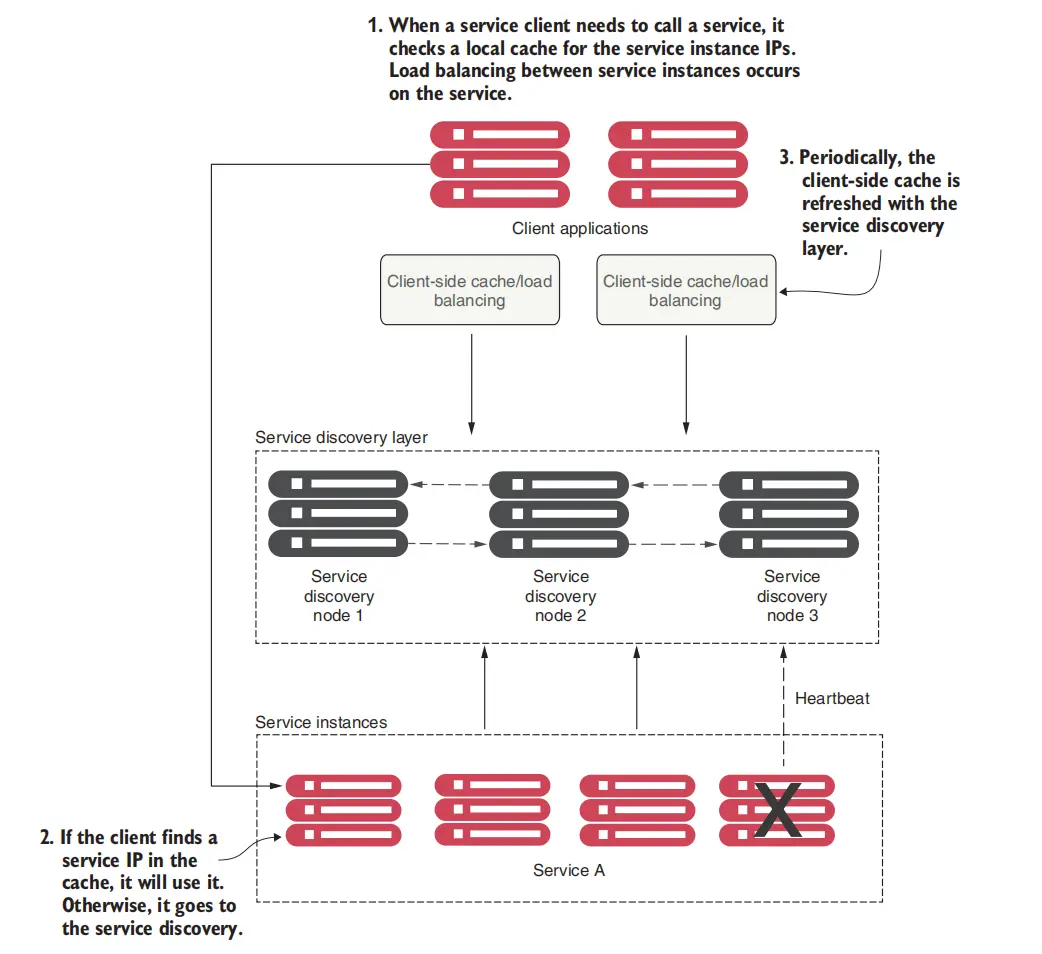 1. When a service client needs to call a service, it
checks a local cache for the service instance IPs.
Load balancing between service instances occurs
on the service.
3. Periodically, the
client-side cache is
refreshed with the
service discovery
layer.
Client applications
Client-side cache/load
balancing
Client-side cache/load
balancing
Service discovery layer
Service
discovery
node 1
Service
discovery
node 2
Service
discovery
node 3
Heartbeat
Service instances
X
2. If the client finds a
service IP in the
cache, it will use it.
Otherwise, it goes to
the service discovery.
Service A